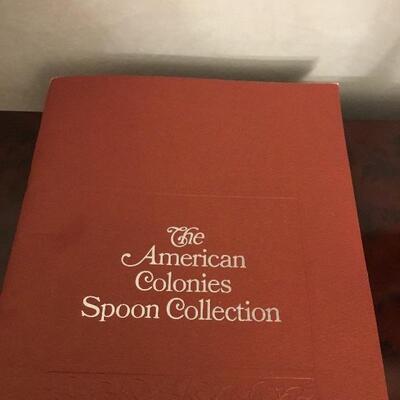 The
American
Colonies
Spoon Collection